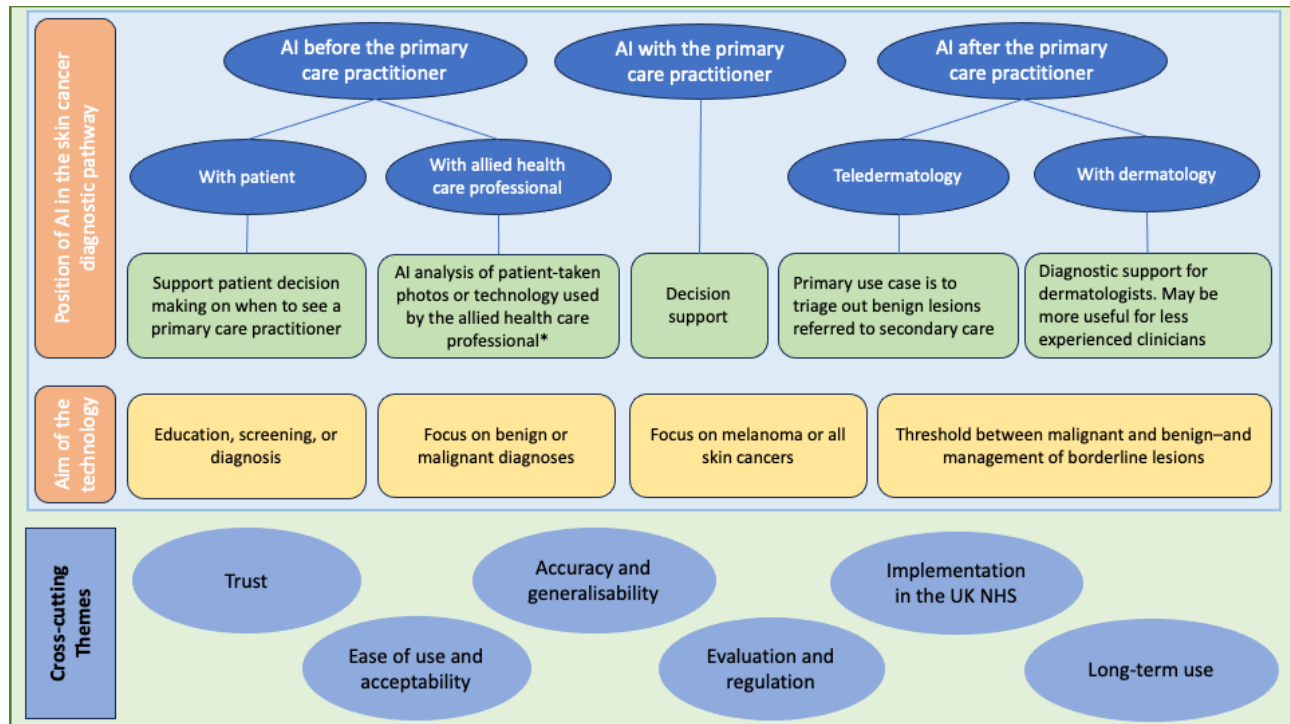 Position of AI in the skin cancer
diagnostic pathway
AI before the primary
care practitioner
AI with the primary
care practitioner
AI after the primary
care practitioner
With patient
With allied health
care professional
Teledermatology
With dermatology
Support patient decision
making on when to see a
primary care practitioner
AI analysis of patient-taken
photos or technology used
by the allied health care
professional*
Decision
support
Primary use case is to
triage out benign lesions
referred to secondary care
Diagnostic support for
dermatologists. May be
more useful for less
experienced clinicians
Aim of the
technology
Education, screening, or
diagnosis
Focus on benign or
malignant diagnoses
Focus on melanoma or all
skin cancers
Threshold between malignant and benign–and
management of borderline lesions
Cross-cutting
Themes
Trust
Accuracy and
generalisability
Implementation
in the UK NHS
Ease of use and
acceptability
Evaluation and
regulation
Long-term use